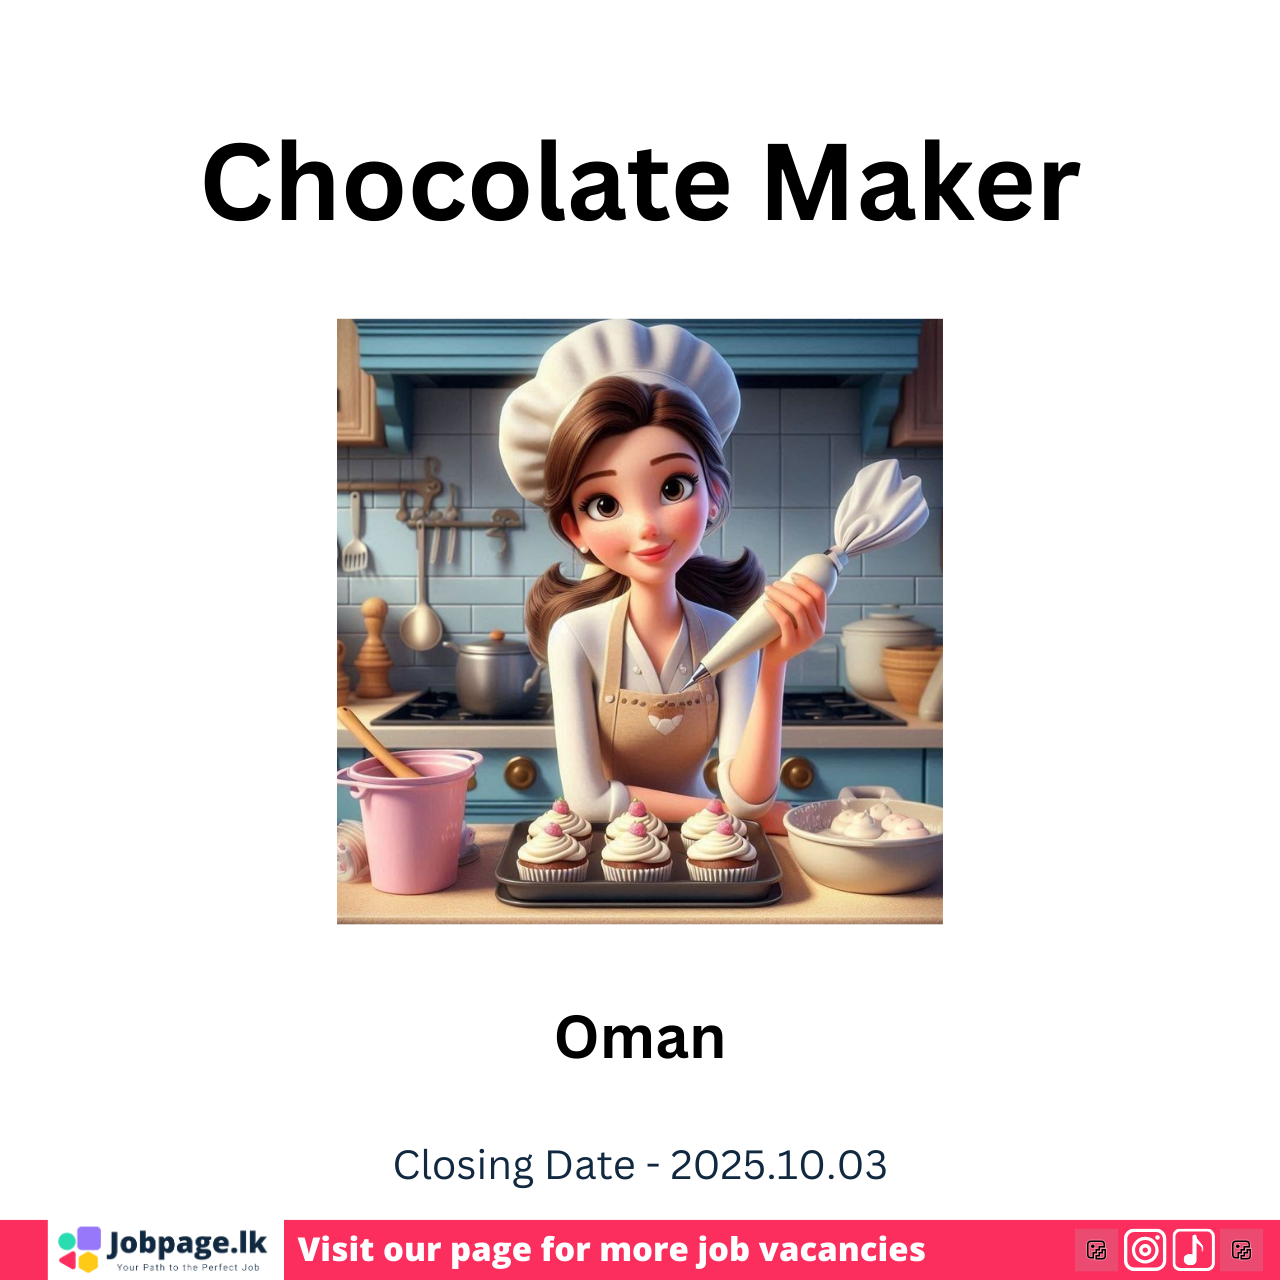 Chocolate Maker
Oman
Closing Date - 2025.10.03
Jobpage.lk
Your Path to the Perfect Job
Visit our page for more job vacancies